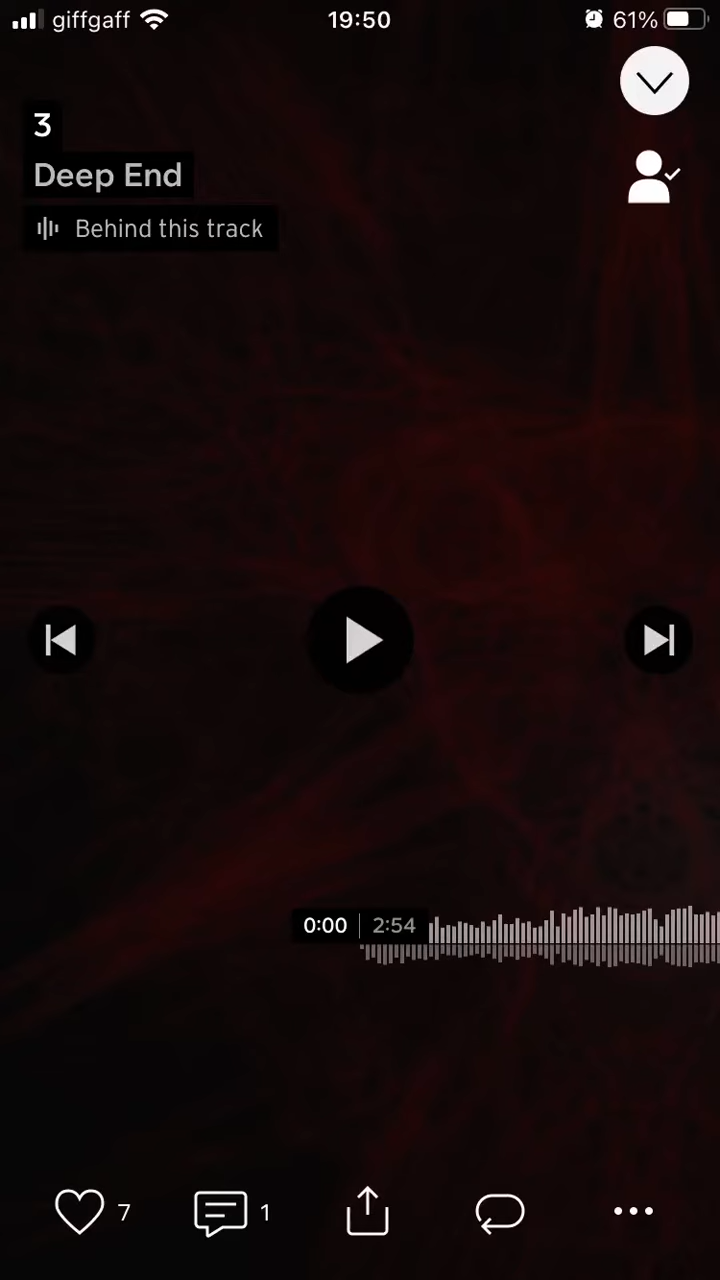 giffgaff 19:50 61%
3
Deep End
Behind this track
0:00 2:54
7 1